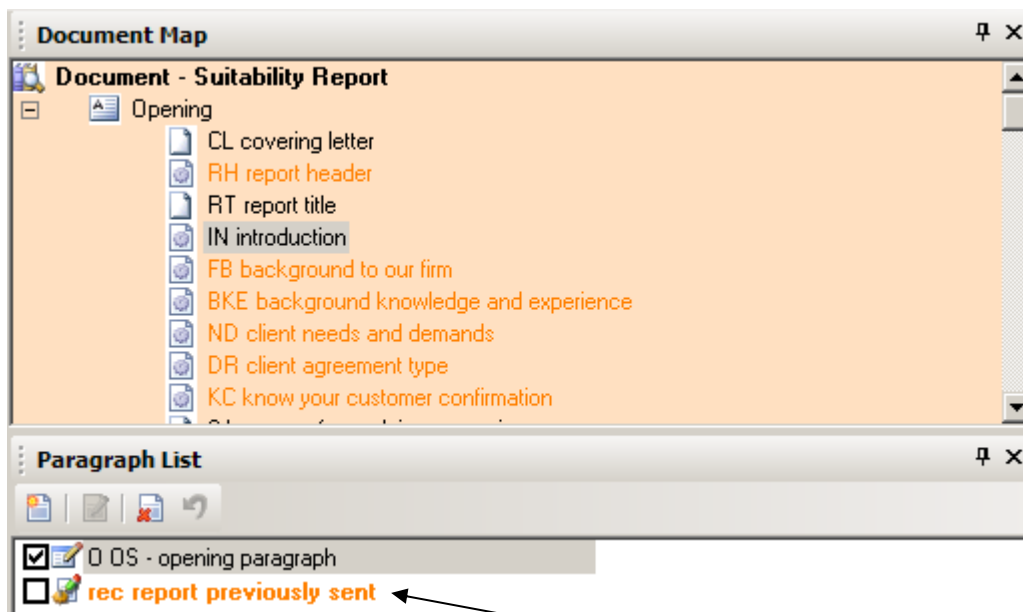 Document Map
Document - Suitability Report
Opening
CL covering letter
RH report header
RT report title
IN introduction
FB background to our firm
BKE background knowledge and experience
ND client needs and demands
DR client agreement type
KC know your customer confirmation
Paragraph List
O OS - opening paragraph
rec report previously sent